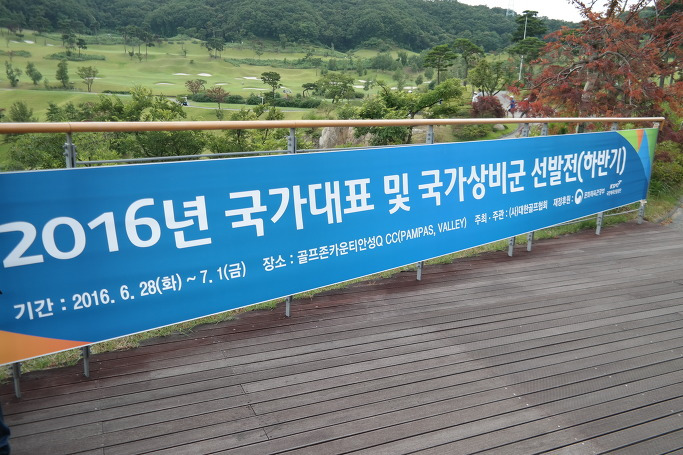 2016년 국가대표 및 국가상비군 선발전(하반기)
기간 : 2016. 6. 28(화) ~ 7. 1(금) 장소 : 골프존카운티안성Q CC(PAMPAS, VALLEY) 주최 · 주관 : (사)대한골프협회 재정후원 :